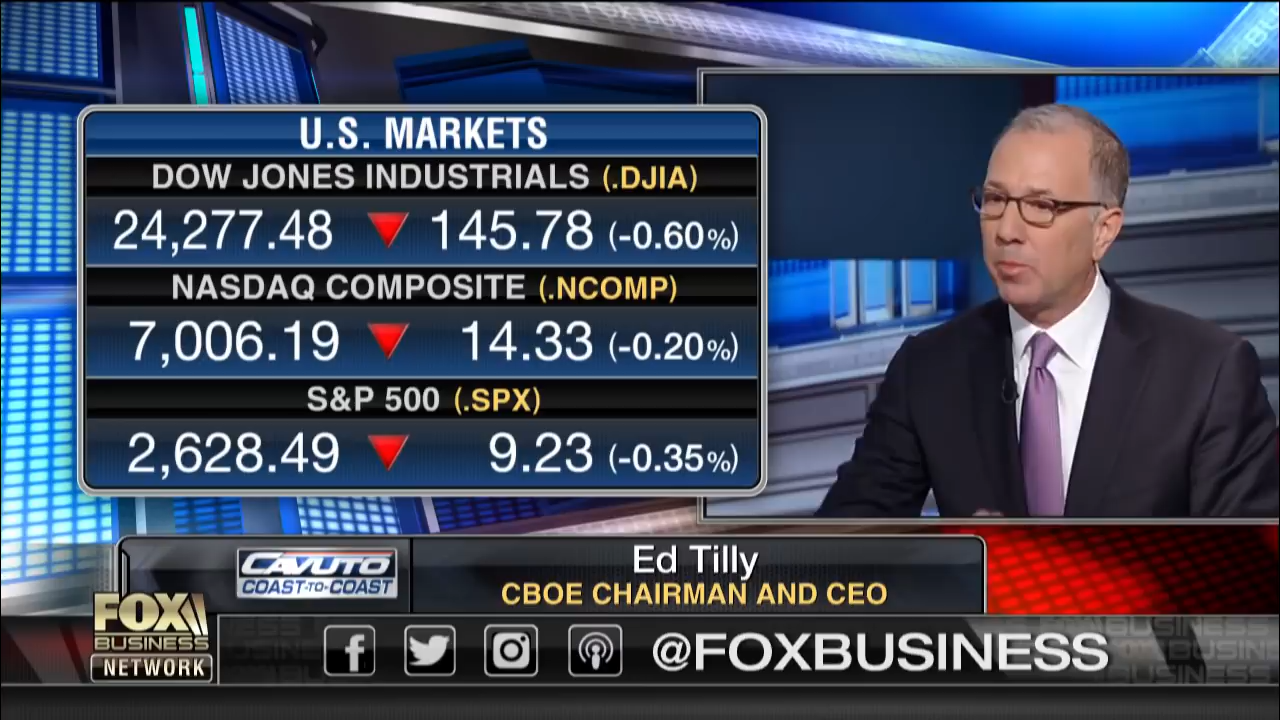 U.S. MARKETS
DOW JONES INDUSTRIALS (.DJIA)
24,277.48 ▼ 145.78 (-0.60%)
NASDAQ COMPOSITE (.NCOMP)
7,006.19 ▼ 14.33 (-0.20%)
S&P 500 (.SPX)
2,628.49 ▼ 9.23 (-0.35%)
Ed Tilly
CBOE CHAIRMAN AND CEO
CAVUTO
COAST-TO-COAST
FOX
BUSINESS
NETWORK
@FOXBUSINESS